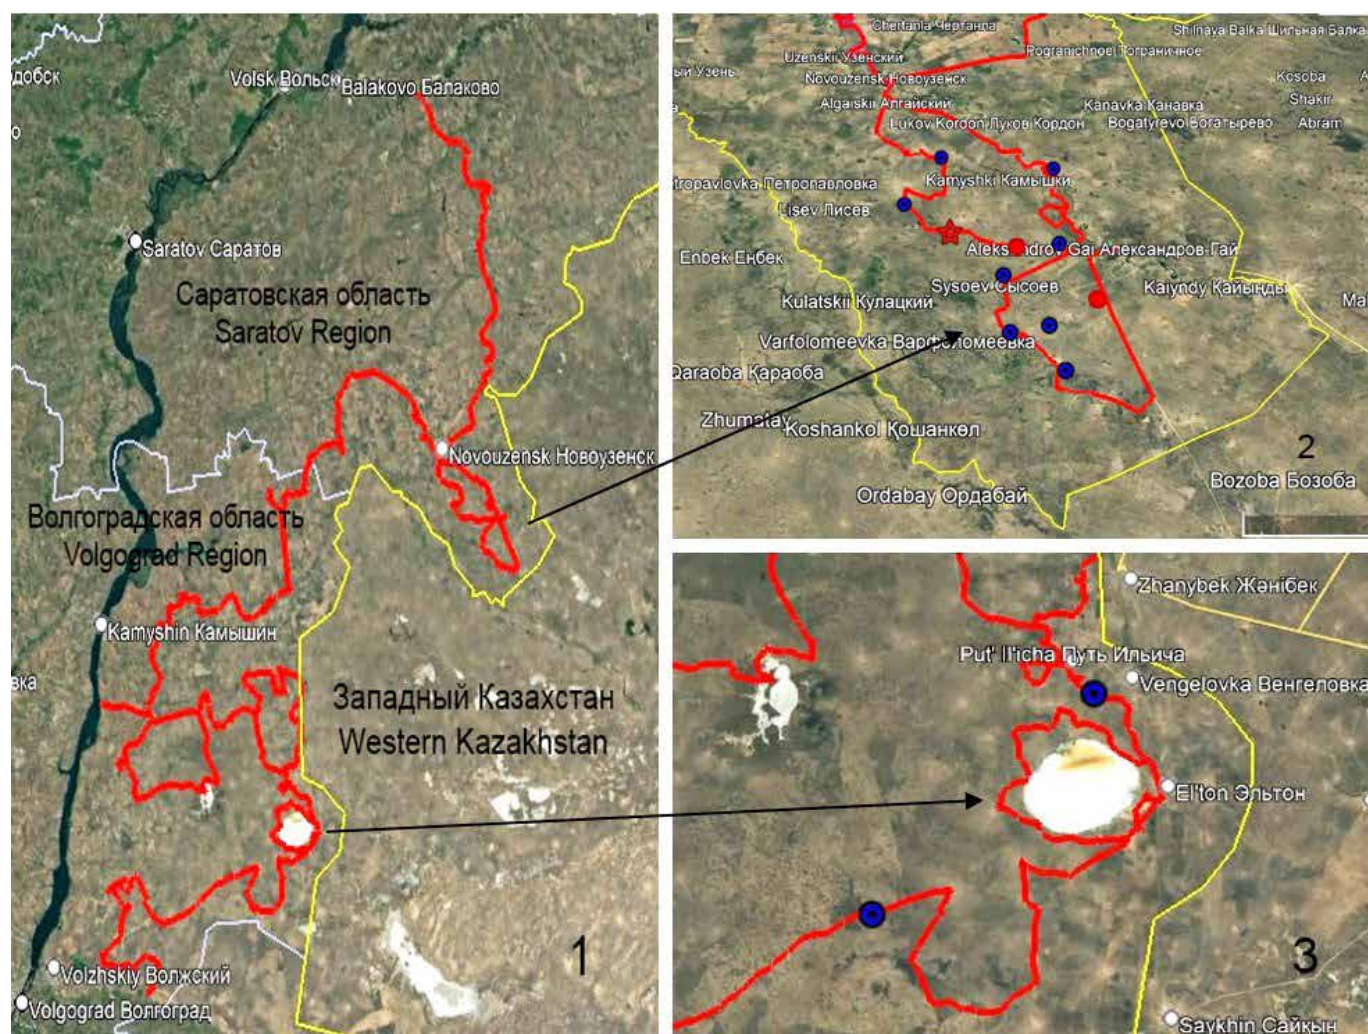 добск
Volsk Вольск
Balakovo Балаково
о
Saratov Саратов
Саратовская область
Saratov Region
Novouzensk Новоузенск
Волгоградская область
Volgograd Region
Kamyshin Камышин
вка
Западный Казахстан
Western Kazakhstan
Volzhskiy Волжский
Volgograd Волгоград
1
Chertanla Чертанла
Shilnaya Balka Шильная Балка
Uzenskii Узенский
Pogranichnoe Пограничное
ый Узень
Novouzensk Новоузенск
Kosoba
Algaiskii Алгайский
Kanavka Канавка
Shakir
Lukov Kordon Луков Кордон
Bogatyrevo Богатырево
Abram
tropavlovka Петропавловка
Kamyshki Камышки
Lisev Лисев
Aleksandrov Gai Александров-Гай
Enbek Еңбек
Kulatskii Кулацкий
Sysoev Сысоев
Kaiyndy Қайыңды
Ma
Varfolomeevka Варфоломеевка
Qaraoba Қараоба
Zhumatay
Koshankol Қошанкөл
2
Ordabay Ордабай
Bozoba Бозоба
Zhanybek Жәнібек
Put' Il'icha Путь Ильича
Vengelovka Венгеловка
El'ton Эльтон
3
Saykhin Сайқын